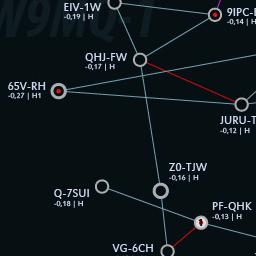 EIV-1W
-0,19 | H
9IPC-
-0,14 | H
QHJ-FW
-0,17 | H
65V-RH
-0,27 | H1
JURU-
-0,12 | H
Z0-TJW
-0,16 | H
Q-7SUI
-0,18 | H
PF-QHK
-0,13 | H
VG-6CH
| H